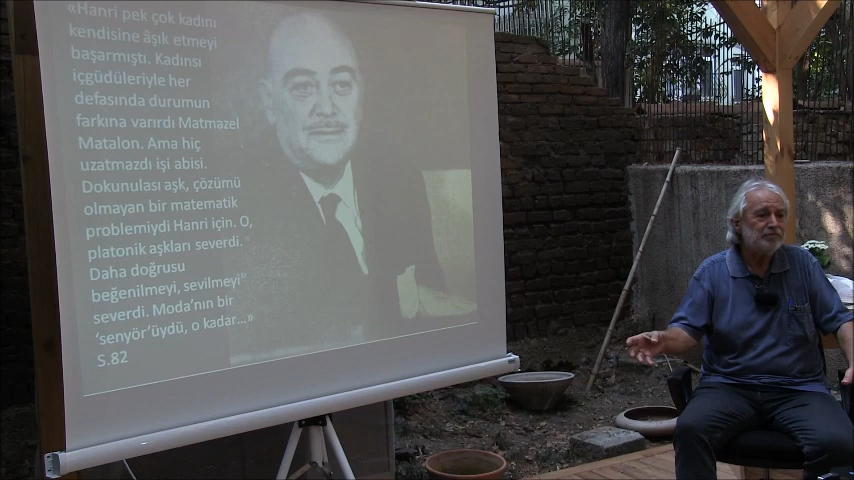 «Hanri pek çok kadını
kendisine âşık etmeyi
başarmıştı. Kadınsı
içgüdüleriyle her
defasında durumun
farkına varırdı Matmazel
Matalon. Ama hiç
uzatmazdı işi abisi.
Dokunulası aşk, çözümü
olmayan bir matematik
problemiydi Hanri için. O,
platonik aşkları severdi.
Daha doğrusu
beğenilmeyi, sevilmeyi
severdi. Moda’nın bir
‘senyör’üydü, o kadar…»
S.82